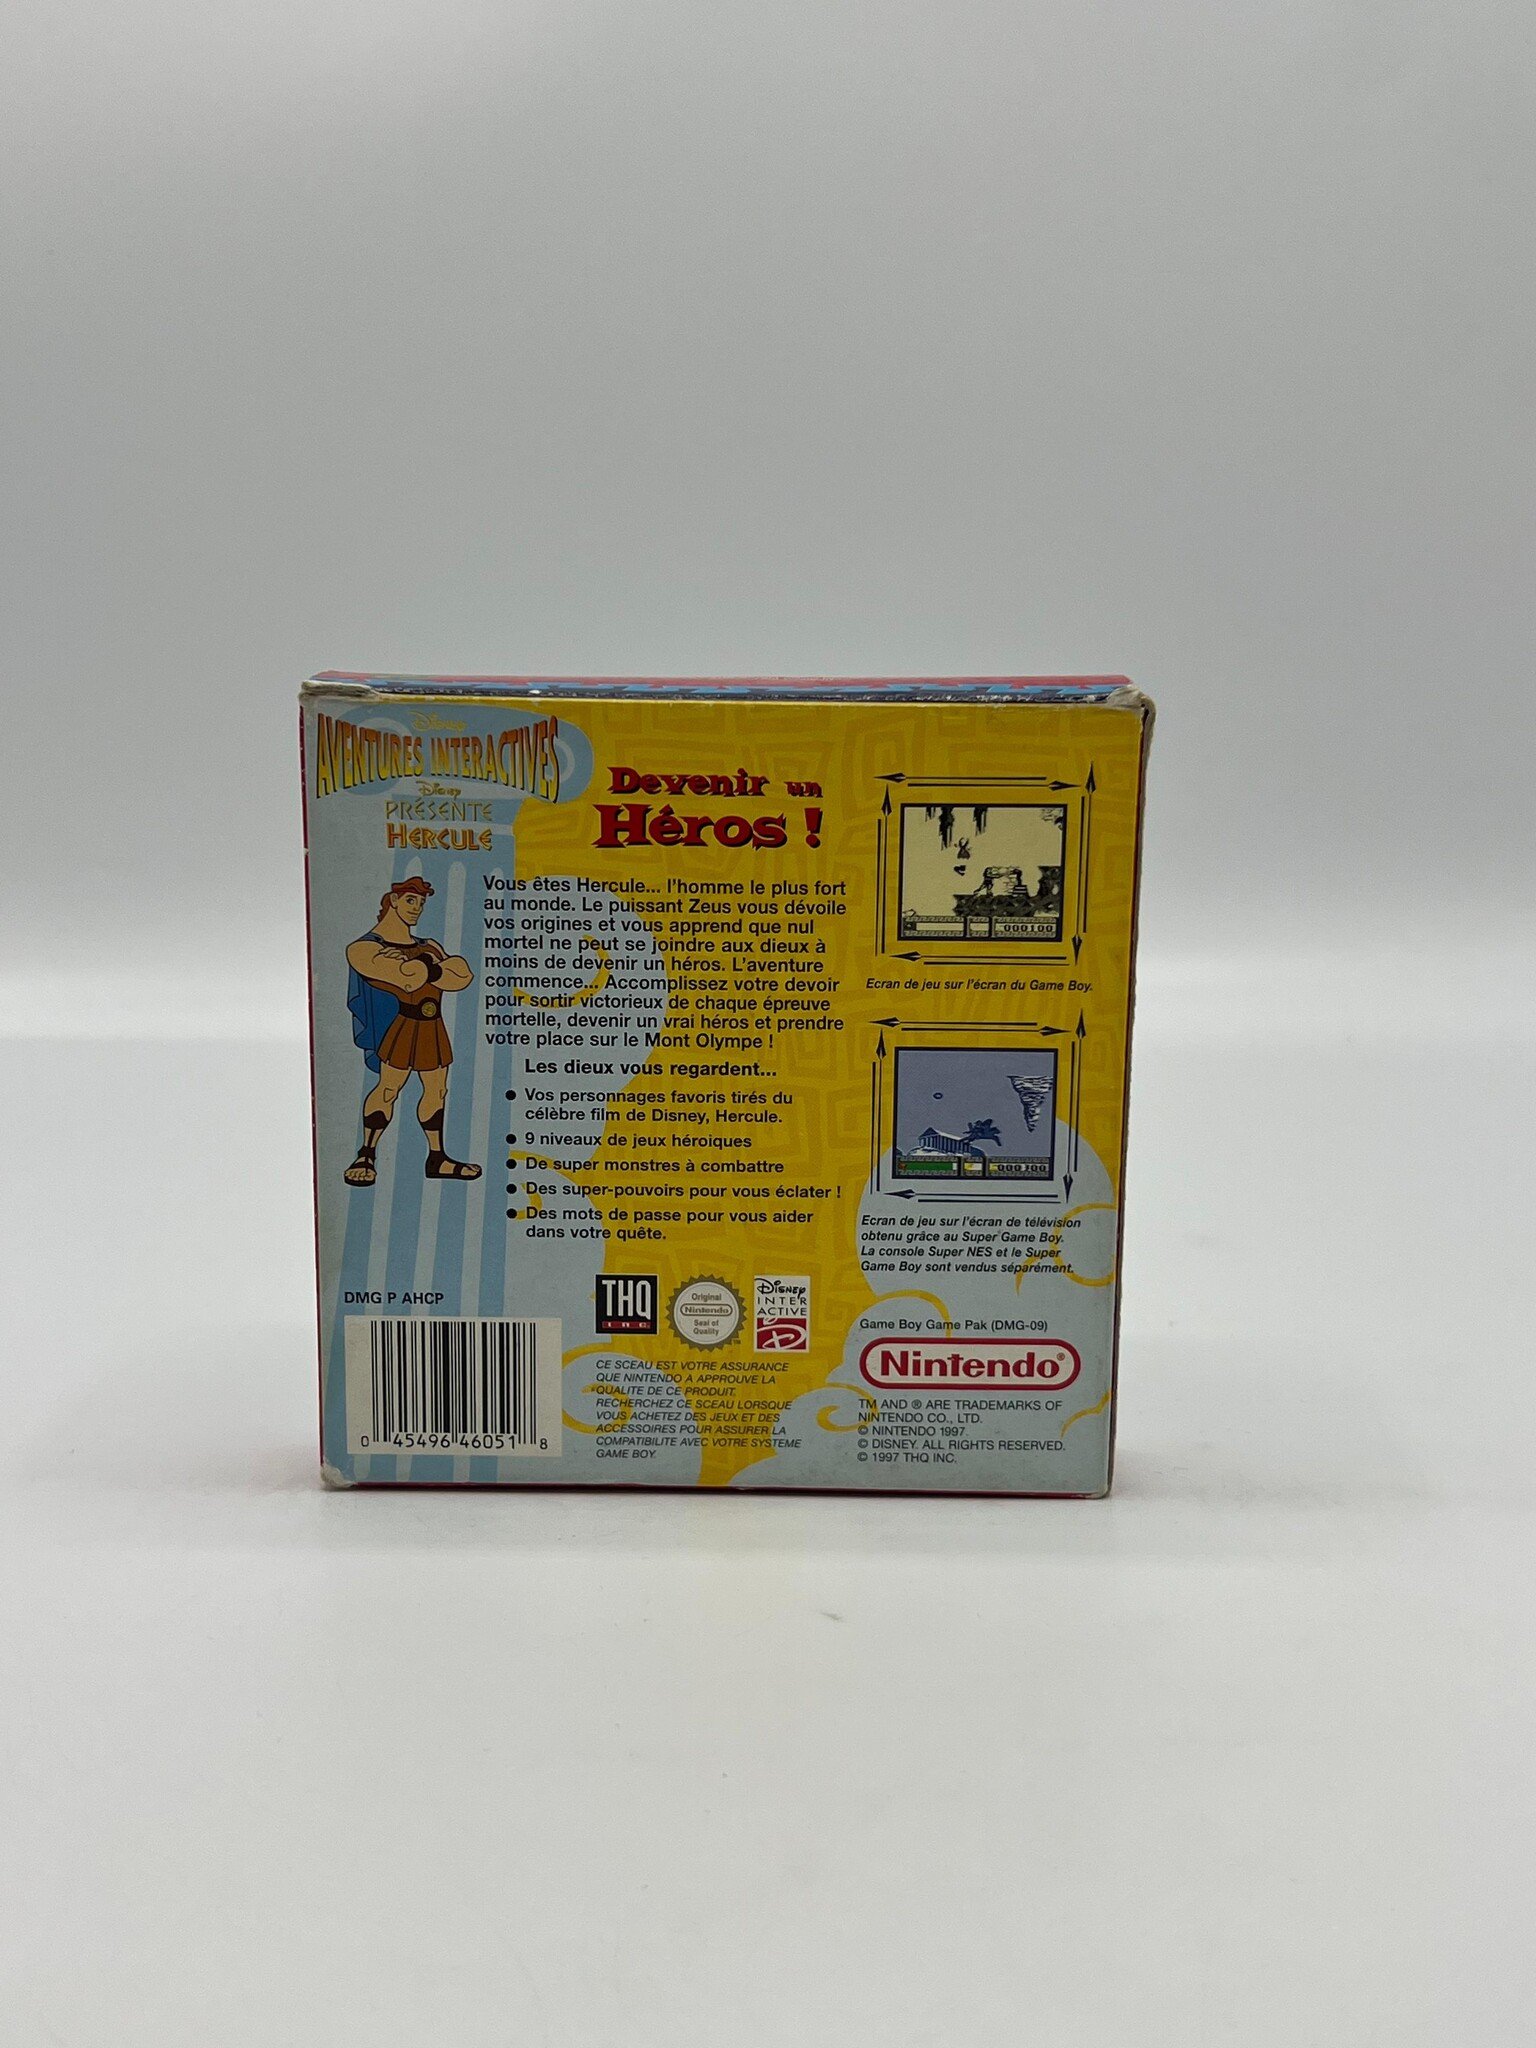 Disney
AVENTURES INTERACTIVES
Disney
PRÉSENTE
HERCULE
Devenir un
Héros !
Vous êtes Hercule... l'homme le plus fort
au monde. Le puissant Zeus vous dévoile
vos origines et vous apprend que nul
mortel ne peut se joindre aux dieux à
moins de devenir un héros. L'aventure
commence... Accomplissez votre devoir
pour sortir victorieux de chaque épreuve
mortelle, devenir un vrai héros et prendre
votre place sur le Mont Olympe !
Les dieux vous regardent...
● Vos personnages favoris tirés du
célèbre film de Disney, Hercule.
● 9 niveaux de jeux héroïques
● De super monstres à combattre
● Des super-pouvoirs pour vous éclater !
● Des mots de passe pour vous aider
dans votre quête.
000100
Ecran de jeu sur l'écran du Game Boy.
Ecran de jeu sur l'écran de télévision
obtenu grâce au Super Game Boy.
La console Super NES et le Super
Game Boy sont vendus séparément.
DMG P AHCP
0 45496 46051 8
THQ
INC.
Original
Nintendo
Seal of
Quality
TM
Disney
INTER
ACTIVE
D
CE SCEAU EST VOTRE ASSURANCE
QUE NINTENDO A APPROUVE LA
QUALITE DE CE PRODUIT.
RECHERCHEZ CE SCEAU LORSQUE
VOUS ACHETEZ DES JEUX ET DES
ACCESSOIRES POUR ASSURER LA
COMPATIBILITE AVEC VOTRE SYSTEME
GAME BOY.
Game Boy Game Pak (DMG-09)
Nintendo®
TM AND ® ARE TRADEMARKS OF
NINTENDO CO., LTD.
© NINTENDO 1997.
© DISNEY. ALL RIGHTS RESERVED.
© 1997 THQ INC.